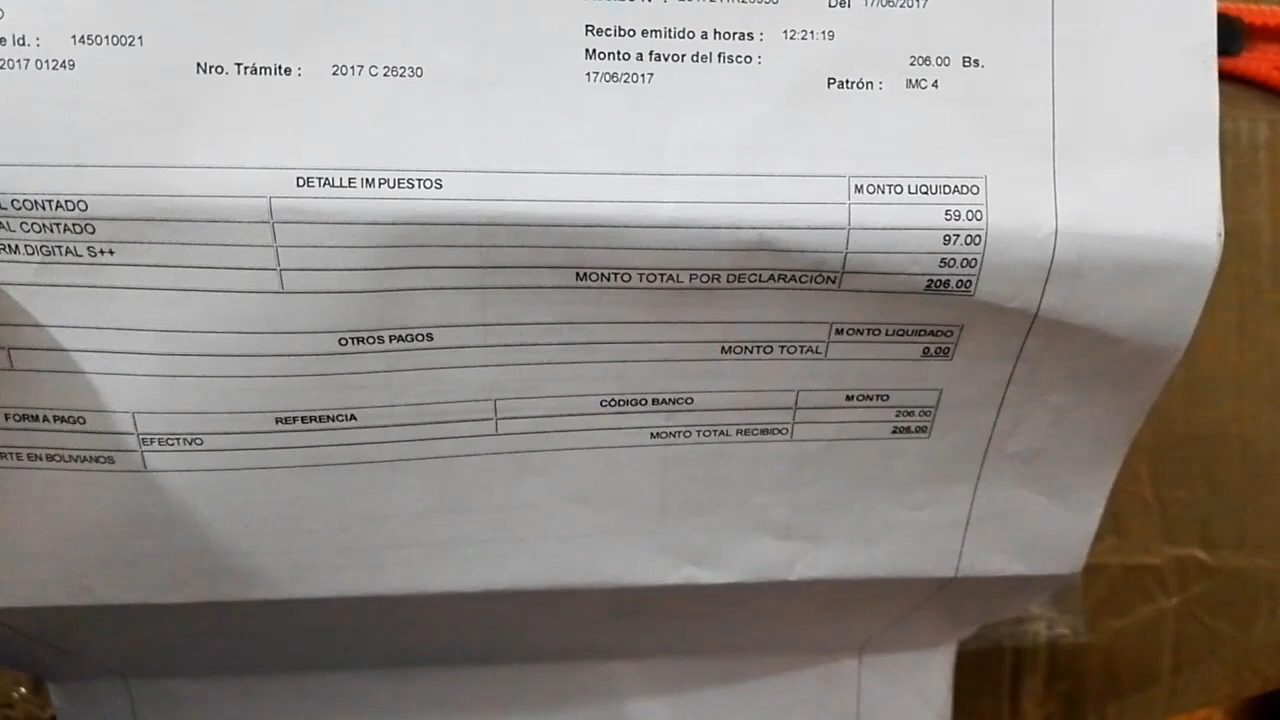 Del 17/06/2017
e Id. : 145010021
Recibo emitido a horas : 12:21:19
2017 01249
Nro. Trámite : 2017 C 26230
Monto a favor del fisco : 206.00 Bs.
17/06/2017
Patrón : IMC 4
DETALLE IMPUESTOS MONTO LIQUIDADO
L CONTADO 59.00
AL CONTADO 97.00
RM.DIGITAL S++ 50.00
MONTO TOTAL POR DECLARACIÓN 206.00
OTROS PAGOS MONTO LIQUIDADO
MONTO TOTAL 0.00
FORMA PAGO REFERENCIA CÓDIGO BANCO MONTO
EFECTIVO 206.00
RTE EN BOLIVIANOS MONTO TOTAL RECIBIDO 206.00